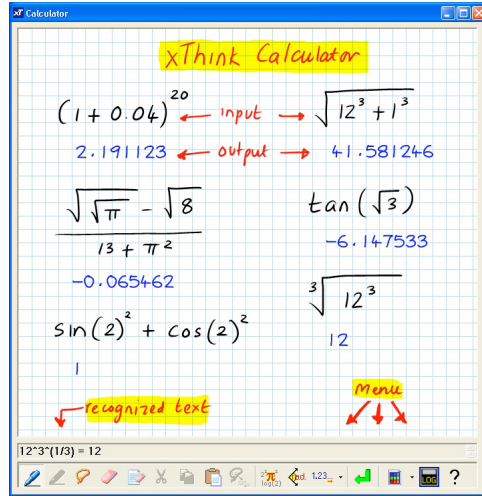 Calculator
xThink Calculator
(1 + 0.04)^20 ← input → √(12^3 + 1^3)
2.191123 ← output → 41.581246
(√(√π) - √8) / (13 + π^2)
-0.065462
tan(√3)
-6.147533
∛(12^3)
12
sin(2)^2 + cos(2)^2
1
recognized text
Menu
12^3^(1/3) = 12
LOG ?